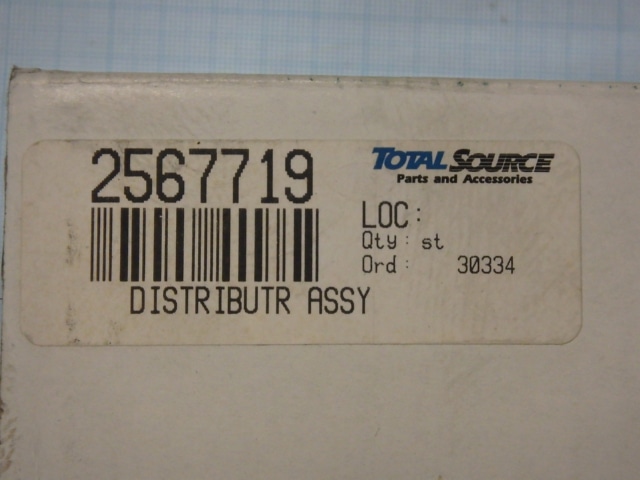 2567719
TOTAL SOURCE
Parts and Accessories
LOC:
Qty: st
Ord: 30334
DISTRIBUTR ASSY